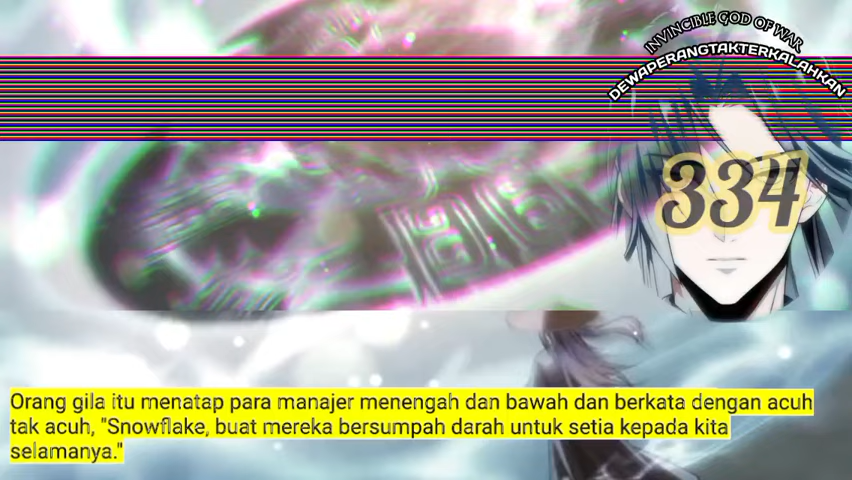 INVINCIBLE GOD OF WAR
DEWAPERANGTAKTERKALAHKAN
334
Orang gila itu menatap para manajer menengah dan bawah dan berkata dengan acuh
tak acuh, "Snowflake, buat mereka bersumpah darah untuk setia kepada kita
selamanya."